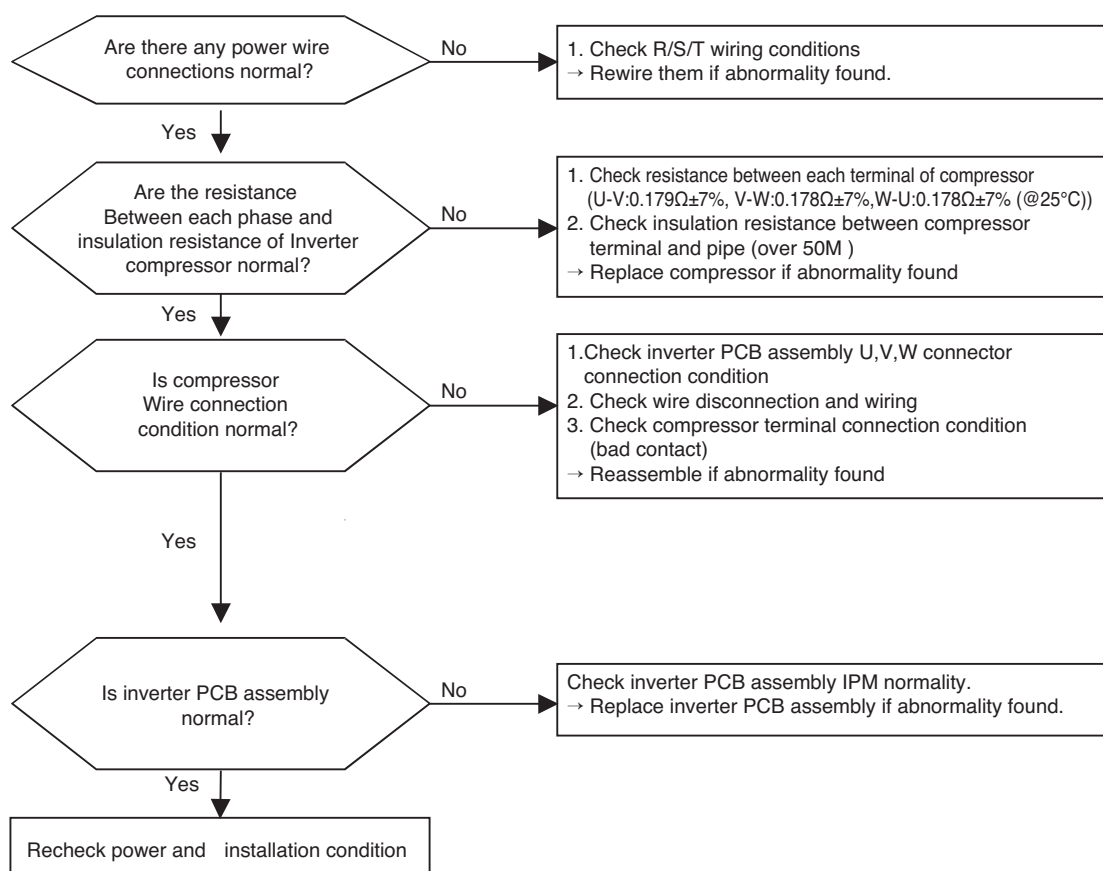 Are there any power wire
connections normal?
No
1. Check R/S/T wiring conditions
→ Rewire them if abnormality found.
Yes
Are the resistance
Between each phase and
insulation resistance of Inverter
compressor normal?
No
1. Check resistance between each terminal of compressor
(U-V:0.179Ω±7%, V-W:0.178Ω±7%,W-U:0.178Ω±7% (@25°C))
2. Check insulation resistance between compressor
terminal and pipe (over 50M )
→ Replace compressor if abnormality found
Yes
Is compressor
Wire connection
condition normal?
No
1.Check inverter PCB assembly U,V,W connector
connection condition
2. Check wire disconnection and wiring
3. Check compressor terminal connection condition
(bad contact)
→ Reassemble if abnormality found
Yes
Is inverter PCB assembly
normal?
No
Check inverter PCB assembly IPM normality.
→ Replace inverter PCB assembly if abnormality found.
Yes
Recheck power and installation condition